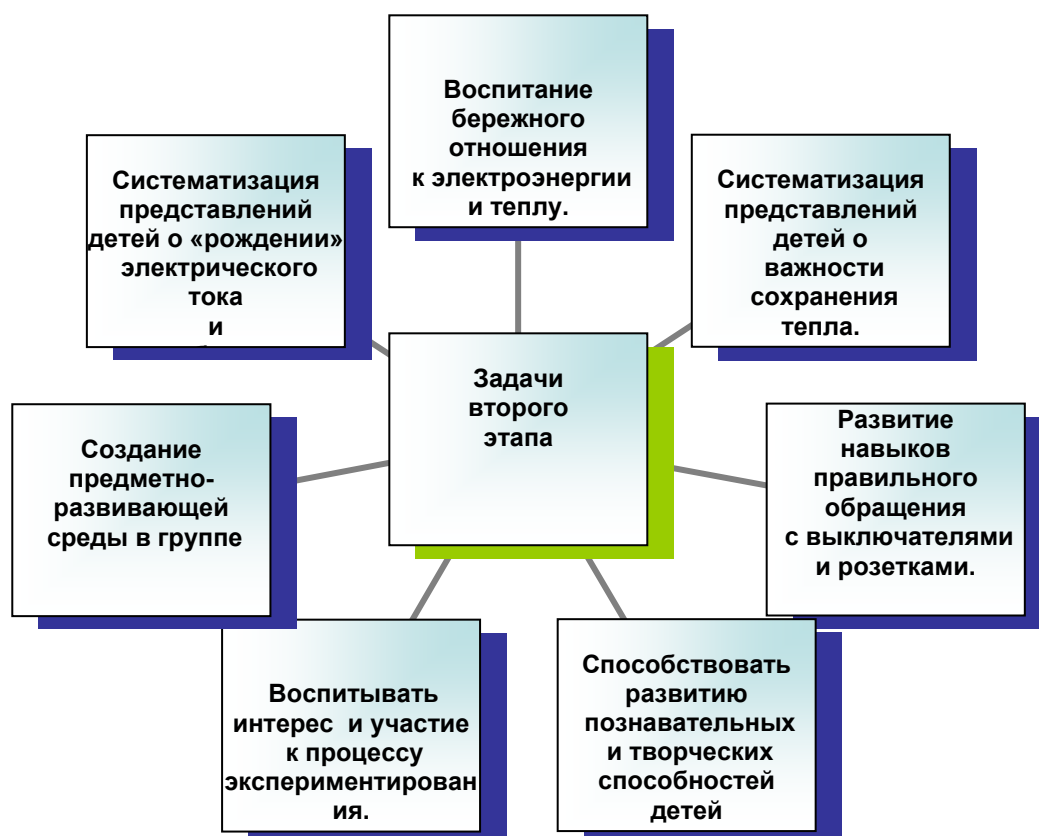 Воспитание
бережного
отношения
к электроэнергии
и теплу.
Систематизация
представлений
детей о «рождении»
электрического
тока
и
Систематизация
представлений
детей о
важности
сохранения
тепла.
Задачи
второго
этапа
Создание
предметно-
развивающей
среды в группе
Развитие
навыков
правильного
обращения
с выключателями
и розетками.
Воспитывать
интерес и участие
к процессу
экспериментирован
ия.
Способствовать
развитию
познавательных
и творческих
способностей
детей